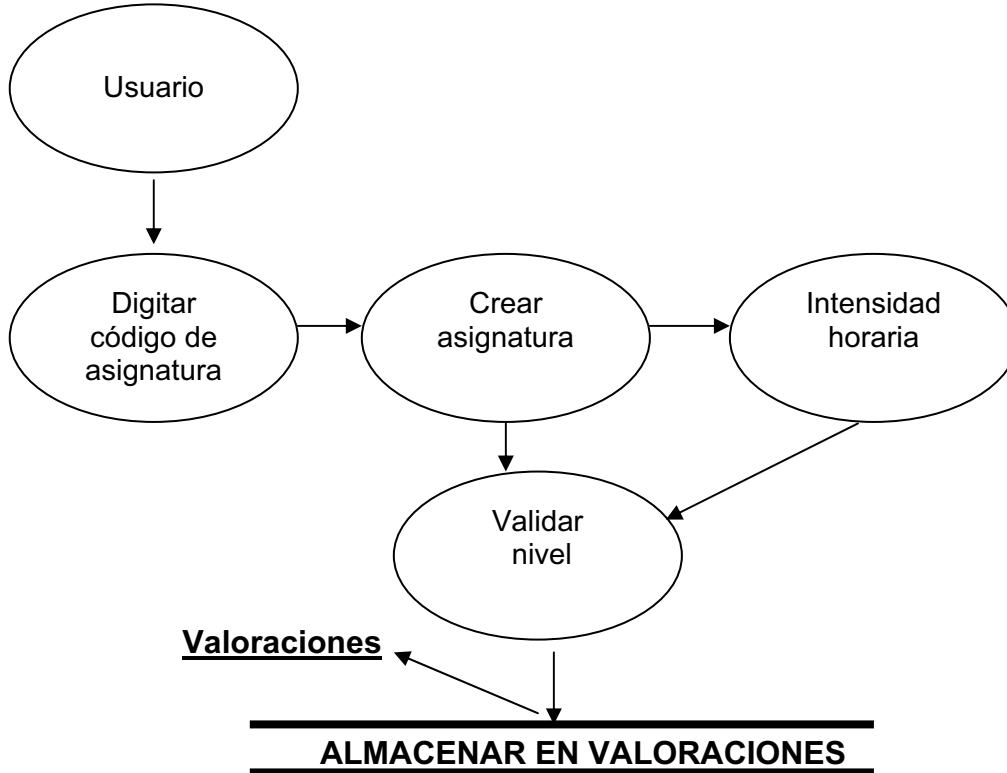 Usuario
Digitar
código de
asignatura
Crear
asignatura
Intensidad
horaria
Validar
nivel
Valoraciones
ALMACENAR EN VALORACIONES